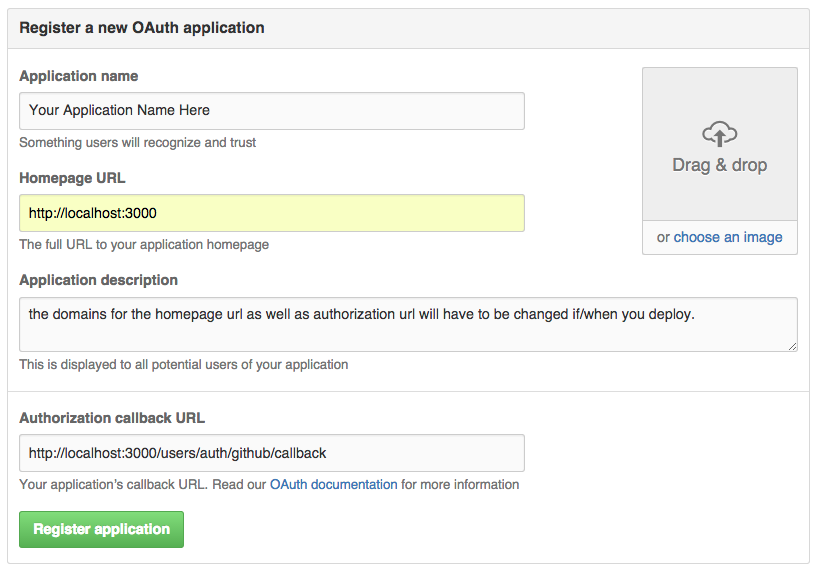 Register a new OAuth application
Application name
Your Application Name Here
Something users will recognize and trust
Drag & drop
or choose an image
Homepage URL
http://localhost:3000
The full URL to your application homepage
Application description
the domains for the homepage url as well as authorization url will have to be changed if/when you deploy.
This is displayed to all potential users of your application
Authorization callback URL
http://localhost:3000/users/auth/github/callback
Your application's callback URL. Read our OAuth documentation for more information
Register application